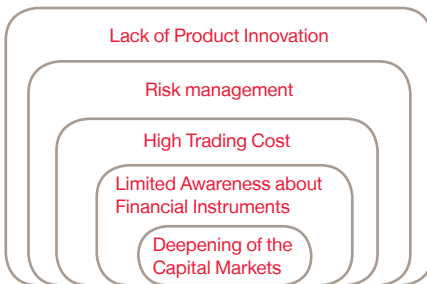 Lack of Product Innovation
Risk management
High Trading Cost
Limited Awareness about
Financial Instruments
Deepening of the
Capital Markets